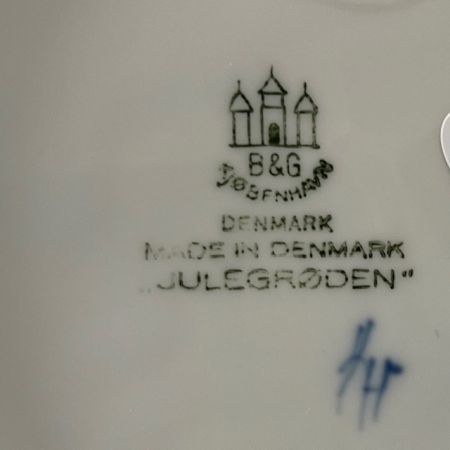 B&G
KJØBENHAVN
DENMARK
MADE IN DENMARK
„JULEGRØDEN“